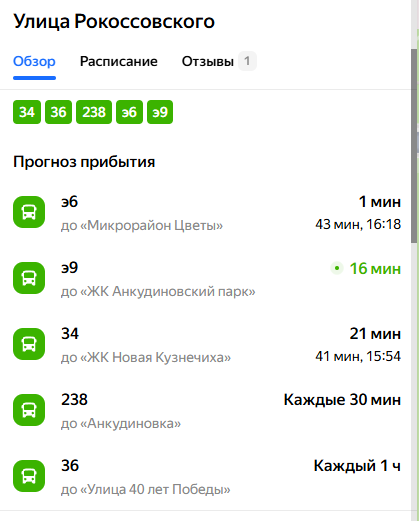 Улица Рокоссовского
Обзор Расписание Отзывы 1
34 36 238 э6 э9
Прогноз прибытия
э6 1 мин
до «Микрорайон Цветы» 43 мин, 16:18
э9 16 мин
до «ЖК Анкудиновский парк»
34 21 мин
до «ЖК Новая Кузнечиха» 41 мин, 15:54
238 Каждые 30 мин
до «Анкудиновка»
36 Каждый 1 ч
до «Улица 40 лет Победы»